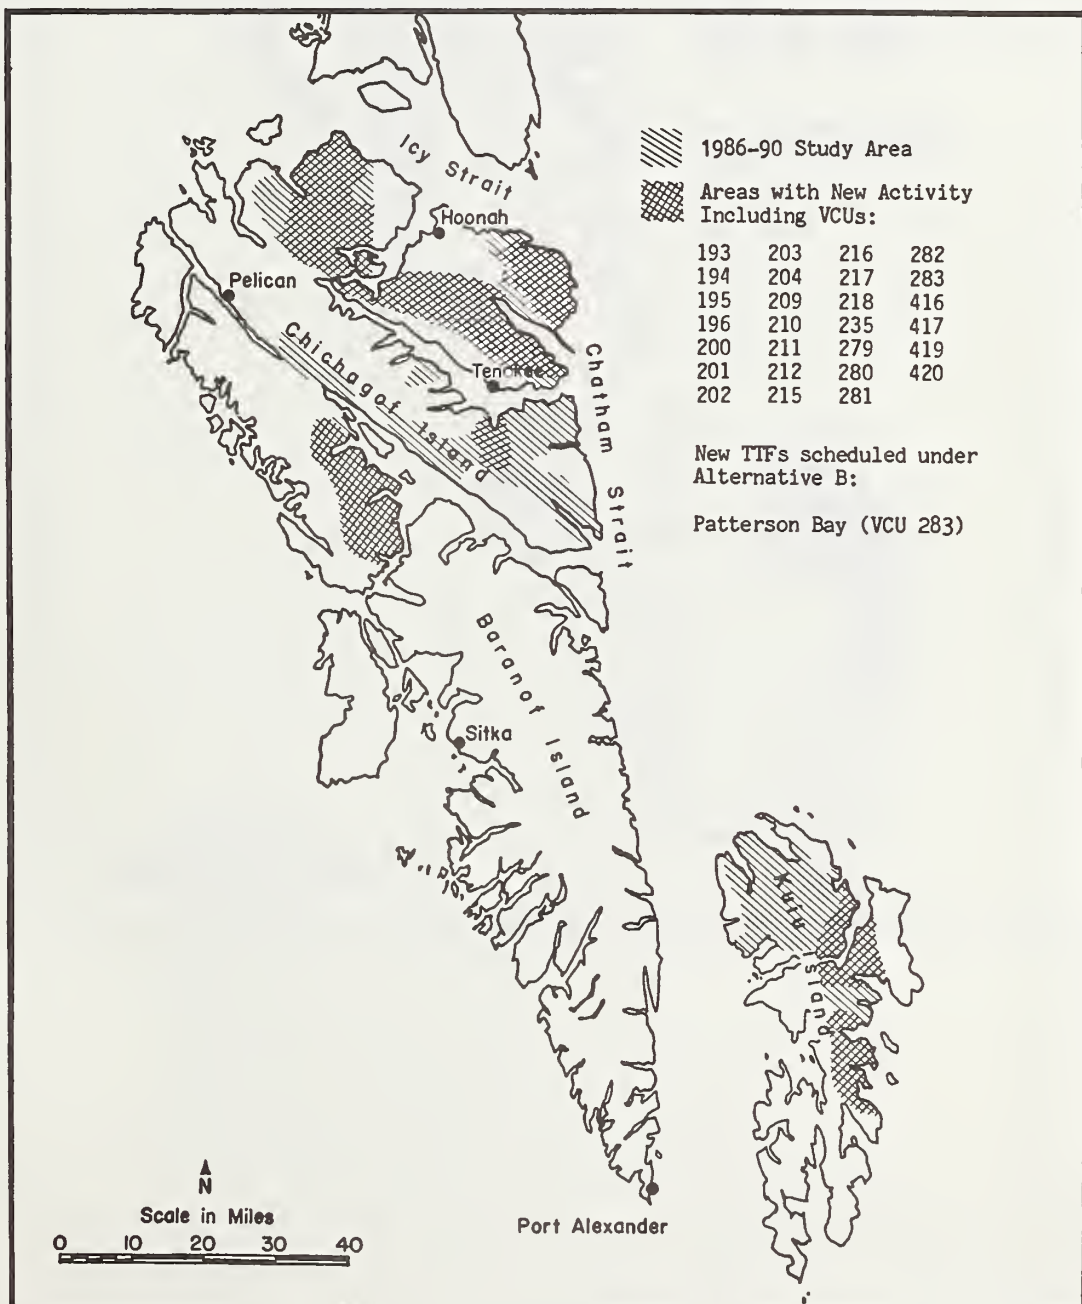 Icy Strait
1986-90 Study Area
Areas with New Activity
Including VCUs:
193 203 216 282
194 204 217 283
195 209 218 416
196 210 235 417
200 211 279 419
201 212 280 420
202 215 281
New TTFs scheduled under
Alternative B:
Patterson Bay (VCU 283)
Hoonah
Pelican
Chichagof Island
Tenakee
Chatham Strait
Baranof Island
Sitka
Kuiu Island
Port Alexander
N
Scale in Miles
0 10 20 30 40